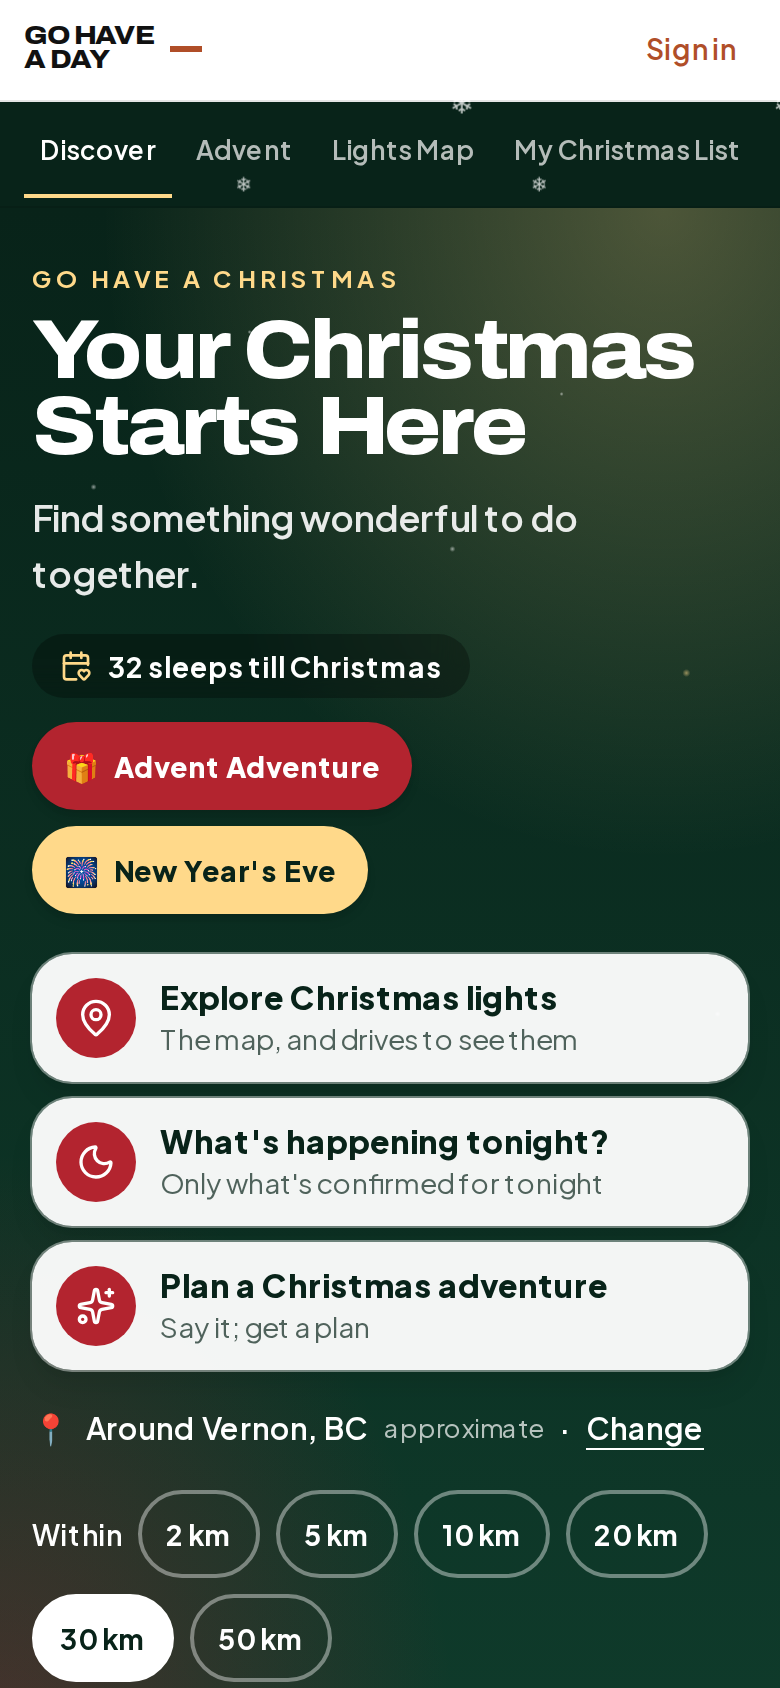 GO HAVE
A DAY
Sign in
Discover
Advent
Lights Map
My Christmas List
GO HAVE A CHRISTMAS
Your Christmas
Starts Here
Find something wonderful to do
together.
32 sleeps till Christmas
Advent Adventure
New Year's Eve
Explore Christmas lights
The map, and drives to see them
What's happening tonight?
Only what's confirmed for tonight
Plan a Christmas adventure
Say it; get a plan
Around Vernon, BC approximate · Change
Within 2 km 5 km 10 km 20 km
30 km 50 km